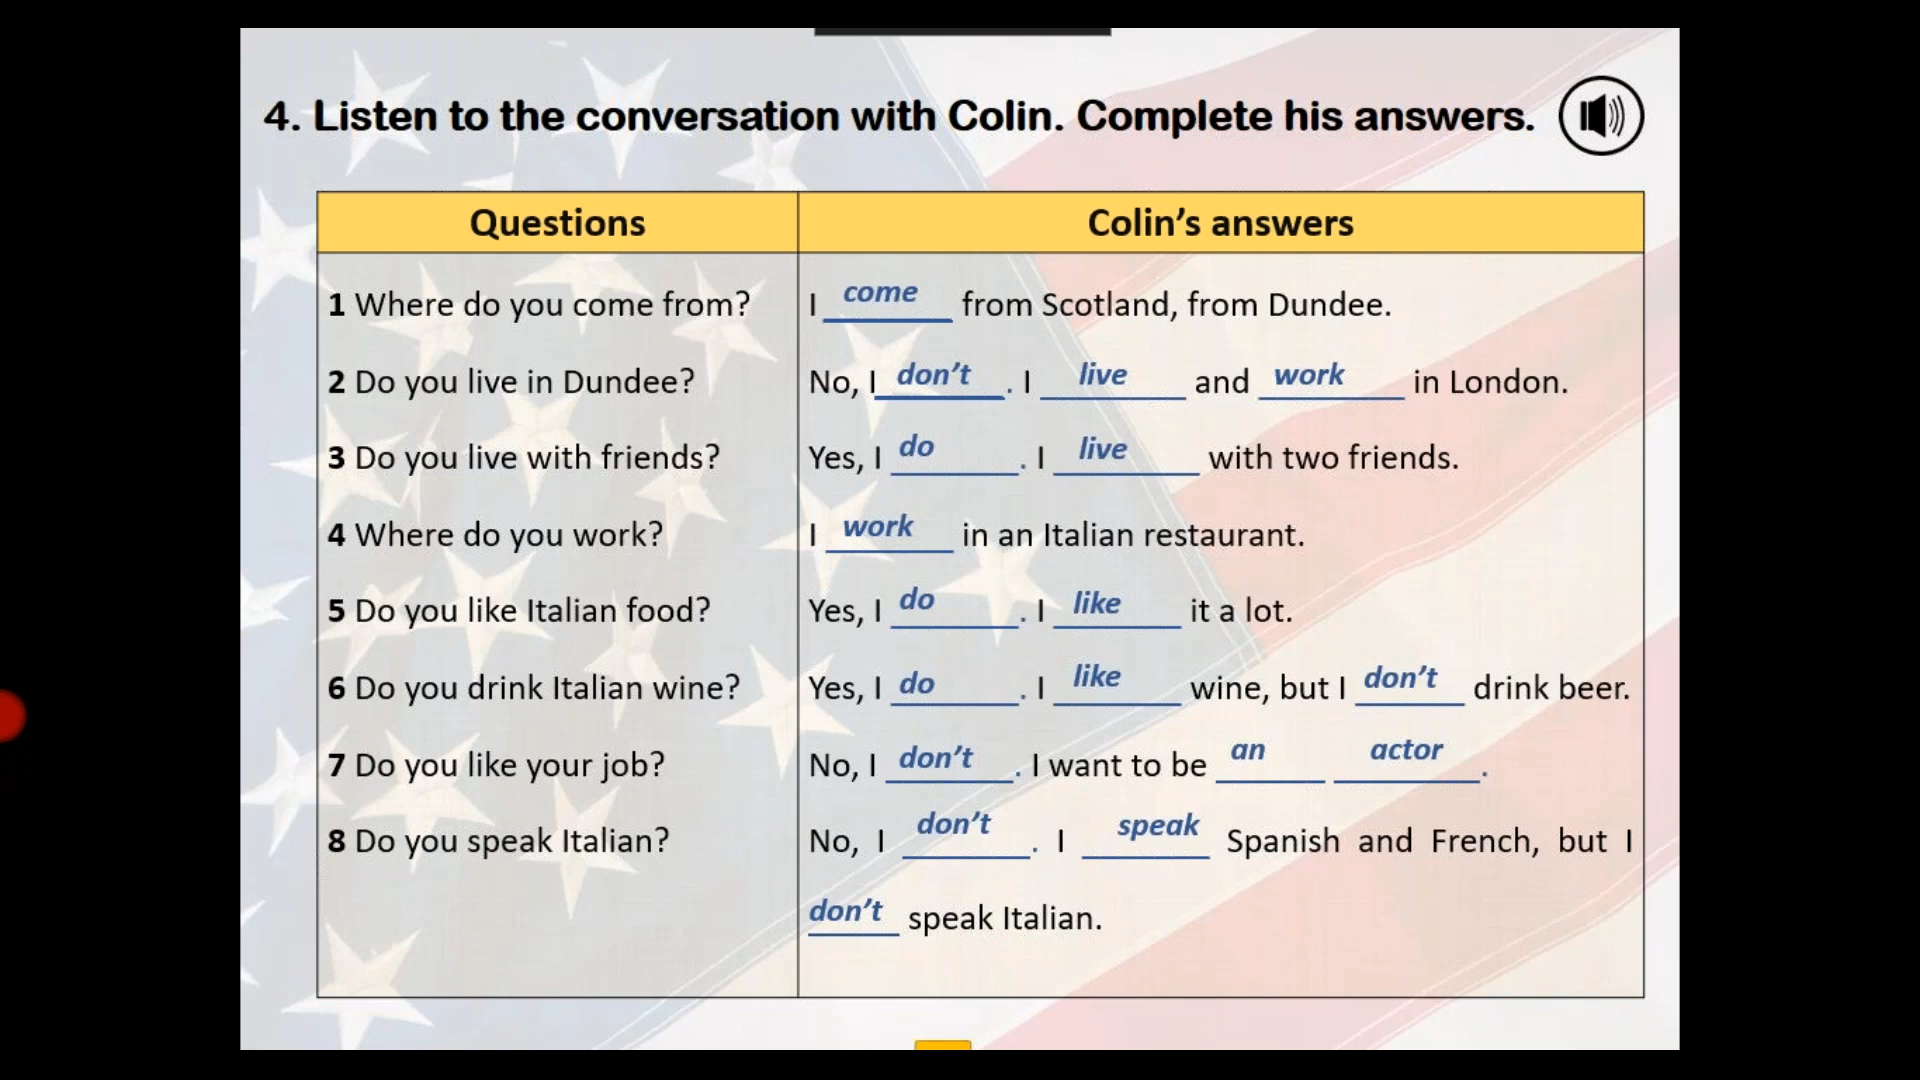 4. Listen to the conversation with Colin. Complete his answers.
Questions Colin's answers
1 Where do you come from? I come from Scotland, from Dundee.
2 Do you live in Dundee? No, I don't. I live and work in London.
3 Do you live with friends? Yes, I do. I live with two friends.
4 Where do you work? I work in an Italian restaurant.
5 Do you like Italian food? Yes, I do. I like it a lot.
6 Do you drink Italian wine? Yes, I do. I like wine, but I don't drink beer.
7 Do you like your job? No, I don't. I want to be an actor.
8 Do you speak Italian? No, I don't. I speak Spanish and French, but I
don't speak Italian.